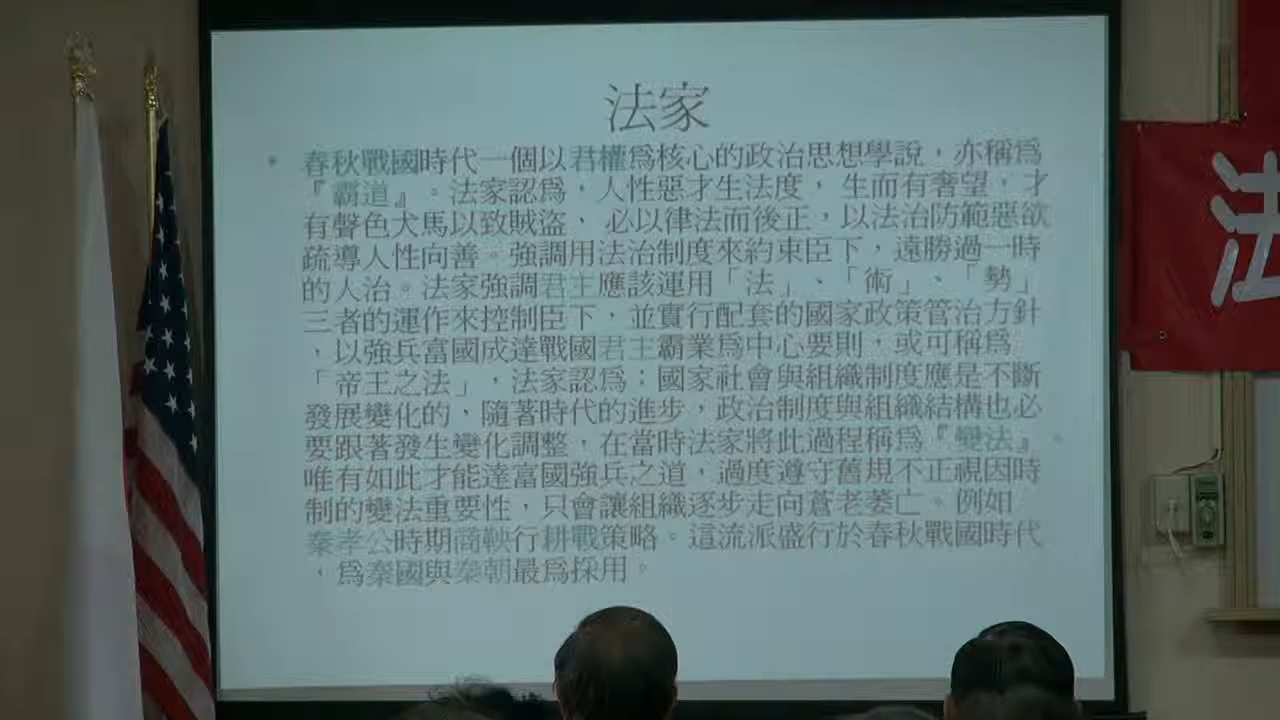 法家
• 春秋戰國時代一個以君權為核心的政治思想學說，亦稱為
『霸道』。法家認為，人性惡才生法度， 生而有奢望，才
有聲色犬馬以致賊盜， 必以律法而後正，以法治防範惡欲
疏導人性向善。強調用法治制度來約束臣下，遠勝過一時
的人治。法家強調君主應該運用「法」、「術」、「勢」
三者的運作來控制臣下，並實行配套的國家政策管治方針
，以強兵富國成達戰國君主霸業為中心要則，或可稱為
「帝王之法」，法家認為：國家社會與組織制度應是不斷
發展變化的，隨著時代的進步，政治制度與組織結構也必
要跟著發生變化調整，在當時法家將此過程稱為『變法』。
唯有如此才能達富國強兵之道，過度遵守舊規不正視因時
制的變法重要性，只會讓組織逐步走向蒼老萎亡。例如
秦孝公時期商鞅行耕戰策略。這流派盛行於春秋戰國時代
，為秦國與秦朝最為採用。
法